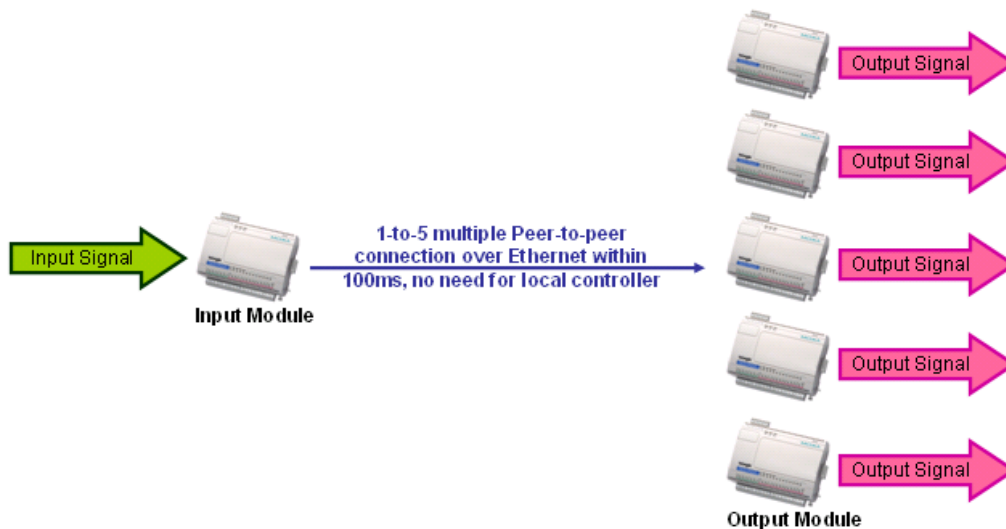 Output Signal
Output Signal
1-to-5 multiple Peer-to-peer
connection over Ethernet within
100ms, no need for local controller
Input Signal
Output Signal
Input Module
Output Signal
Output Signal
Output Module